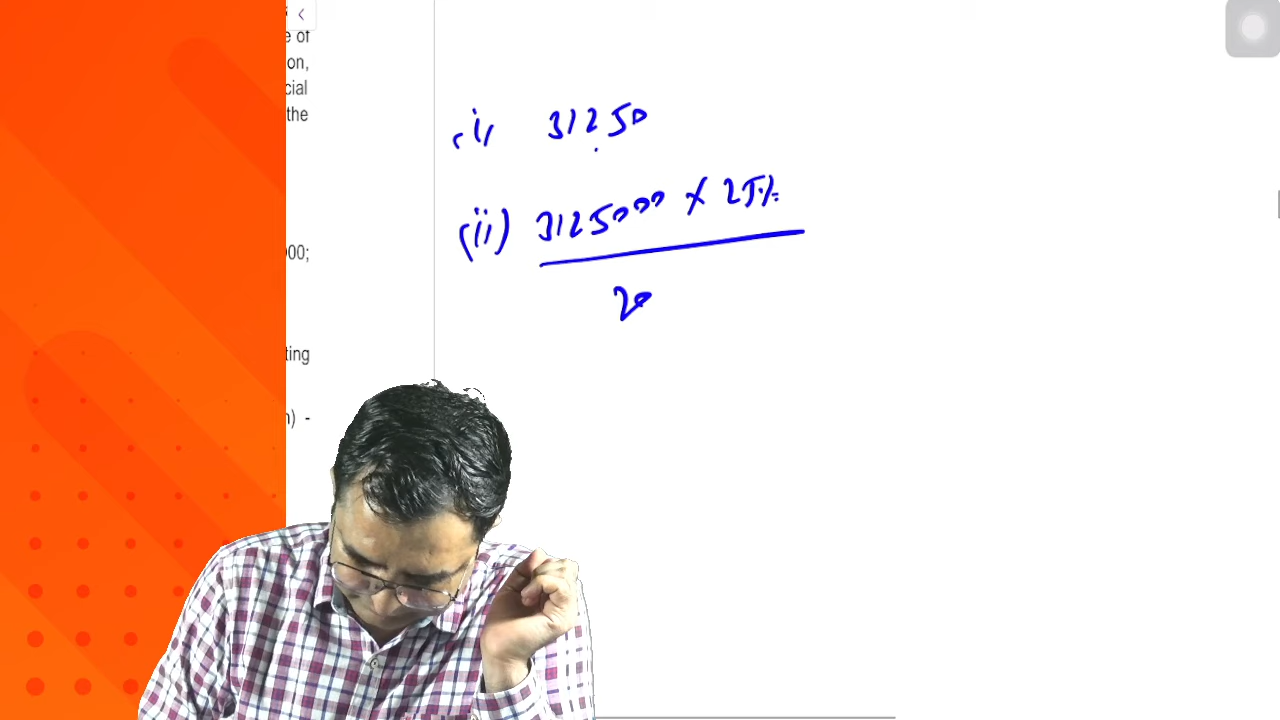 e of
on,
cial
the
(i) 31250
(ii) 3125000 × 25%
20
00;
ting
n) -